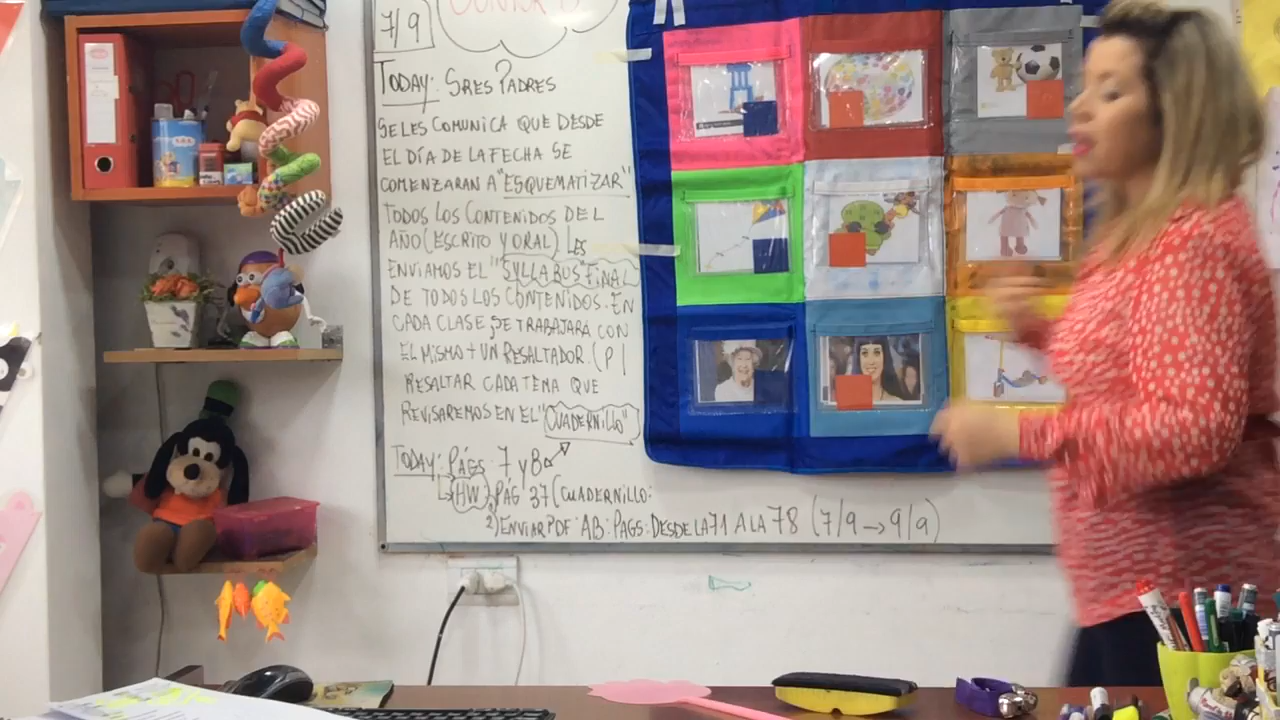 7/9
TODAY: SRES PADRES
SE LES COMUNICA QUE DESDE
EL DÍA DE LA FECHA SE
COMENZARAN A "ESQUEMATIZAR"
TODOS LOS CONTENIDOS DEL
AÑO (ESCRITO Y ORAL) LES
ENVIAMOS EL "SYLLABUS" FINAL
DE TODOS LOS CONTENIDOS. EN
CADA CLASE SE TRABAJARÁ CON
EL MISMO + UN RESALTADOR. (P/
RESALTAR CADA TEMA QUE
REVISAREMOS EN EL "CUADERNILLO"
TODAY: PÁGS: 7 y 8
HW: PÁG 37 (CUADERNILLO:
2) ENVIAR PDF: AB: PAGS: DESDE LA 71 A LA 78 (7/9 → 9/9)